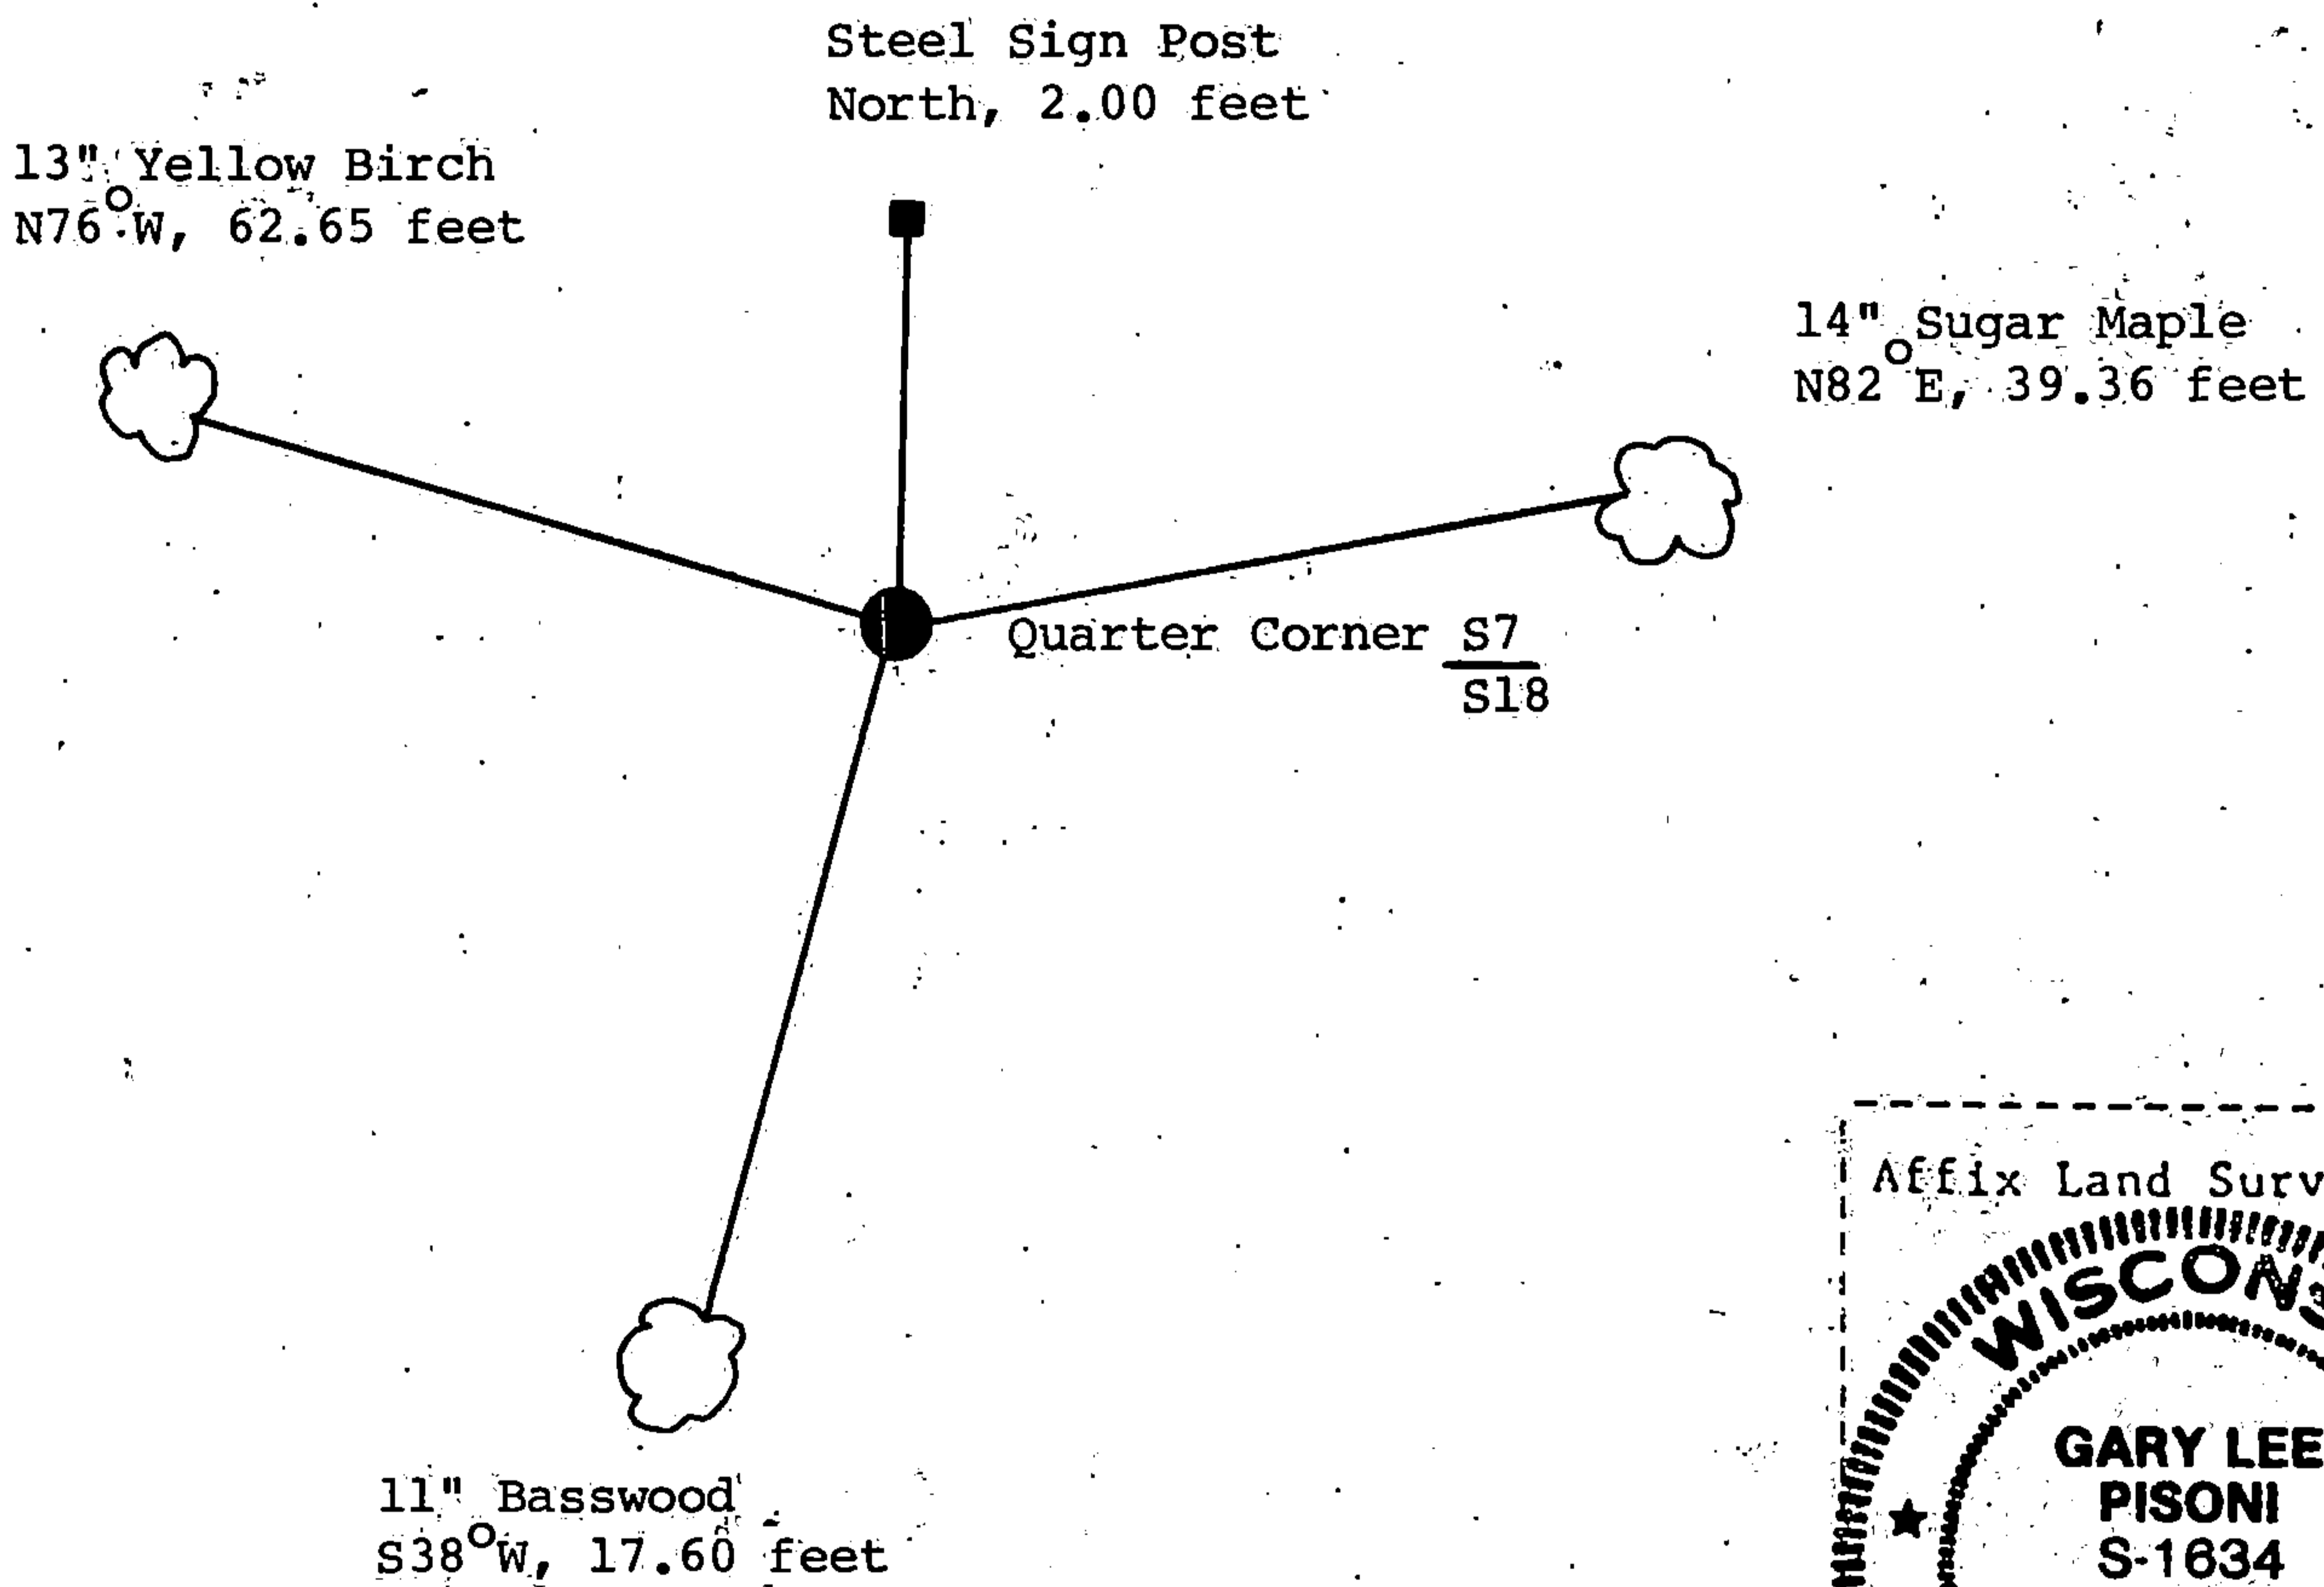 Steel Sign Post
North, 2.00 feet
13" Yellow Birch
N76°W, 62.65 feet
14" Sugar Maple
N82°E, 39.36 feet
Quarter Corner S7
S18
11" Basswood
S38°W, 17.60 feet
Affix Land Surv
WISCONS
GARY LEE
PISONI
S-1634